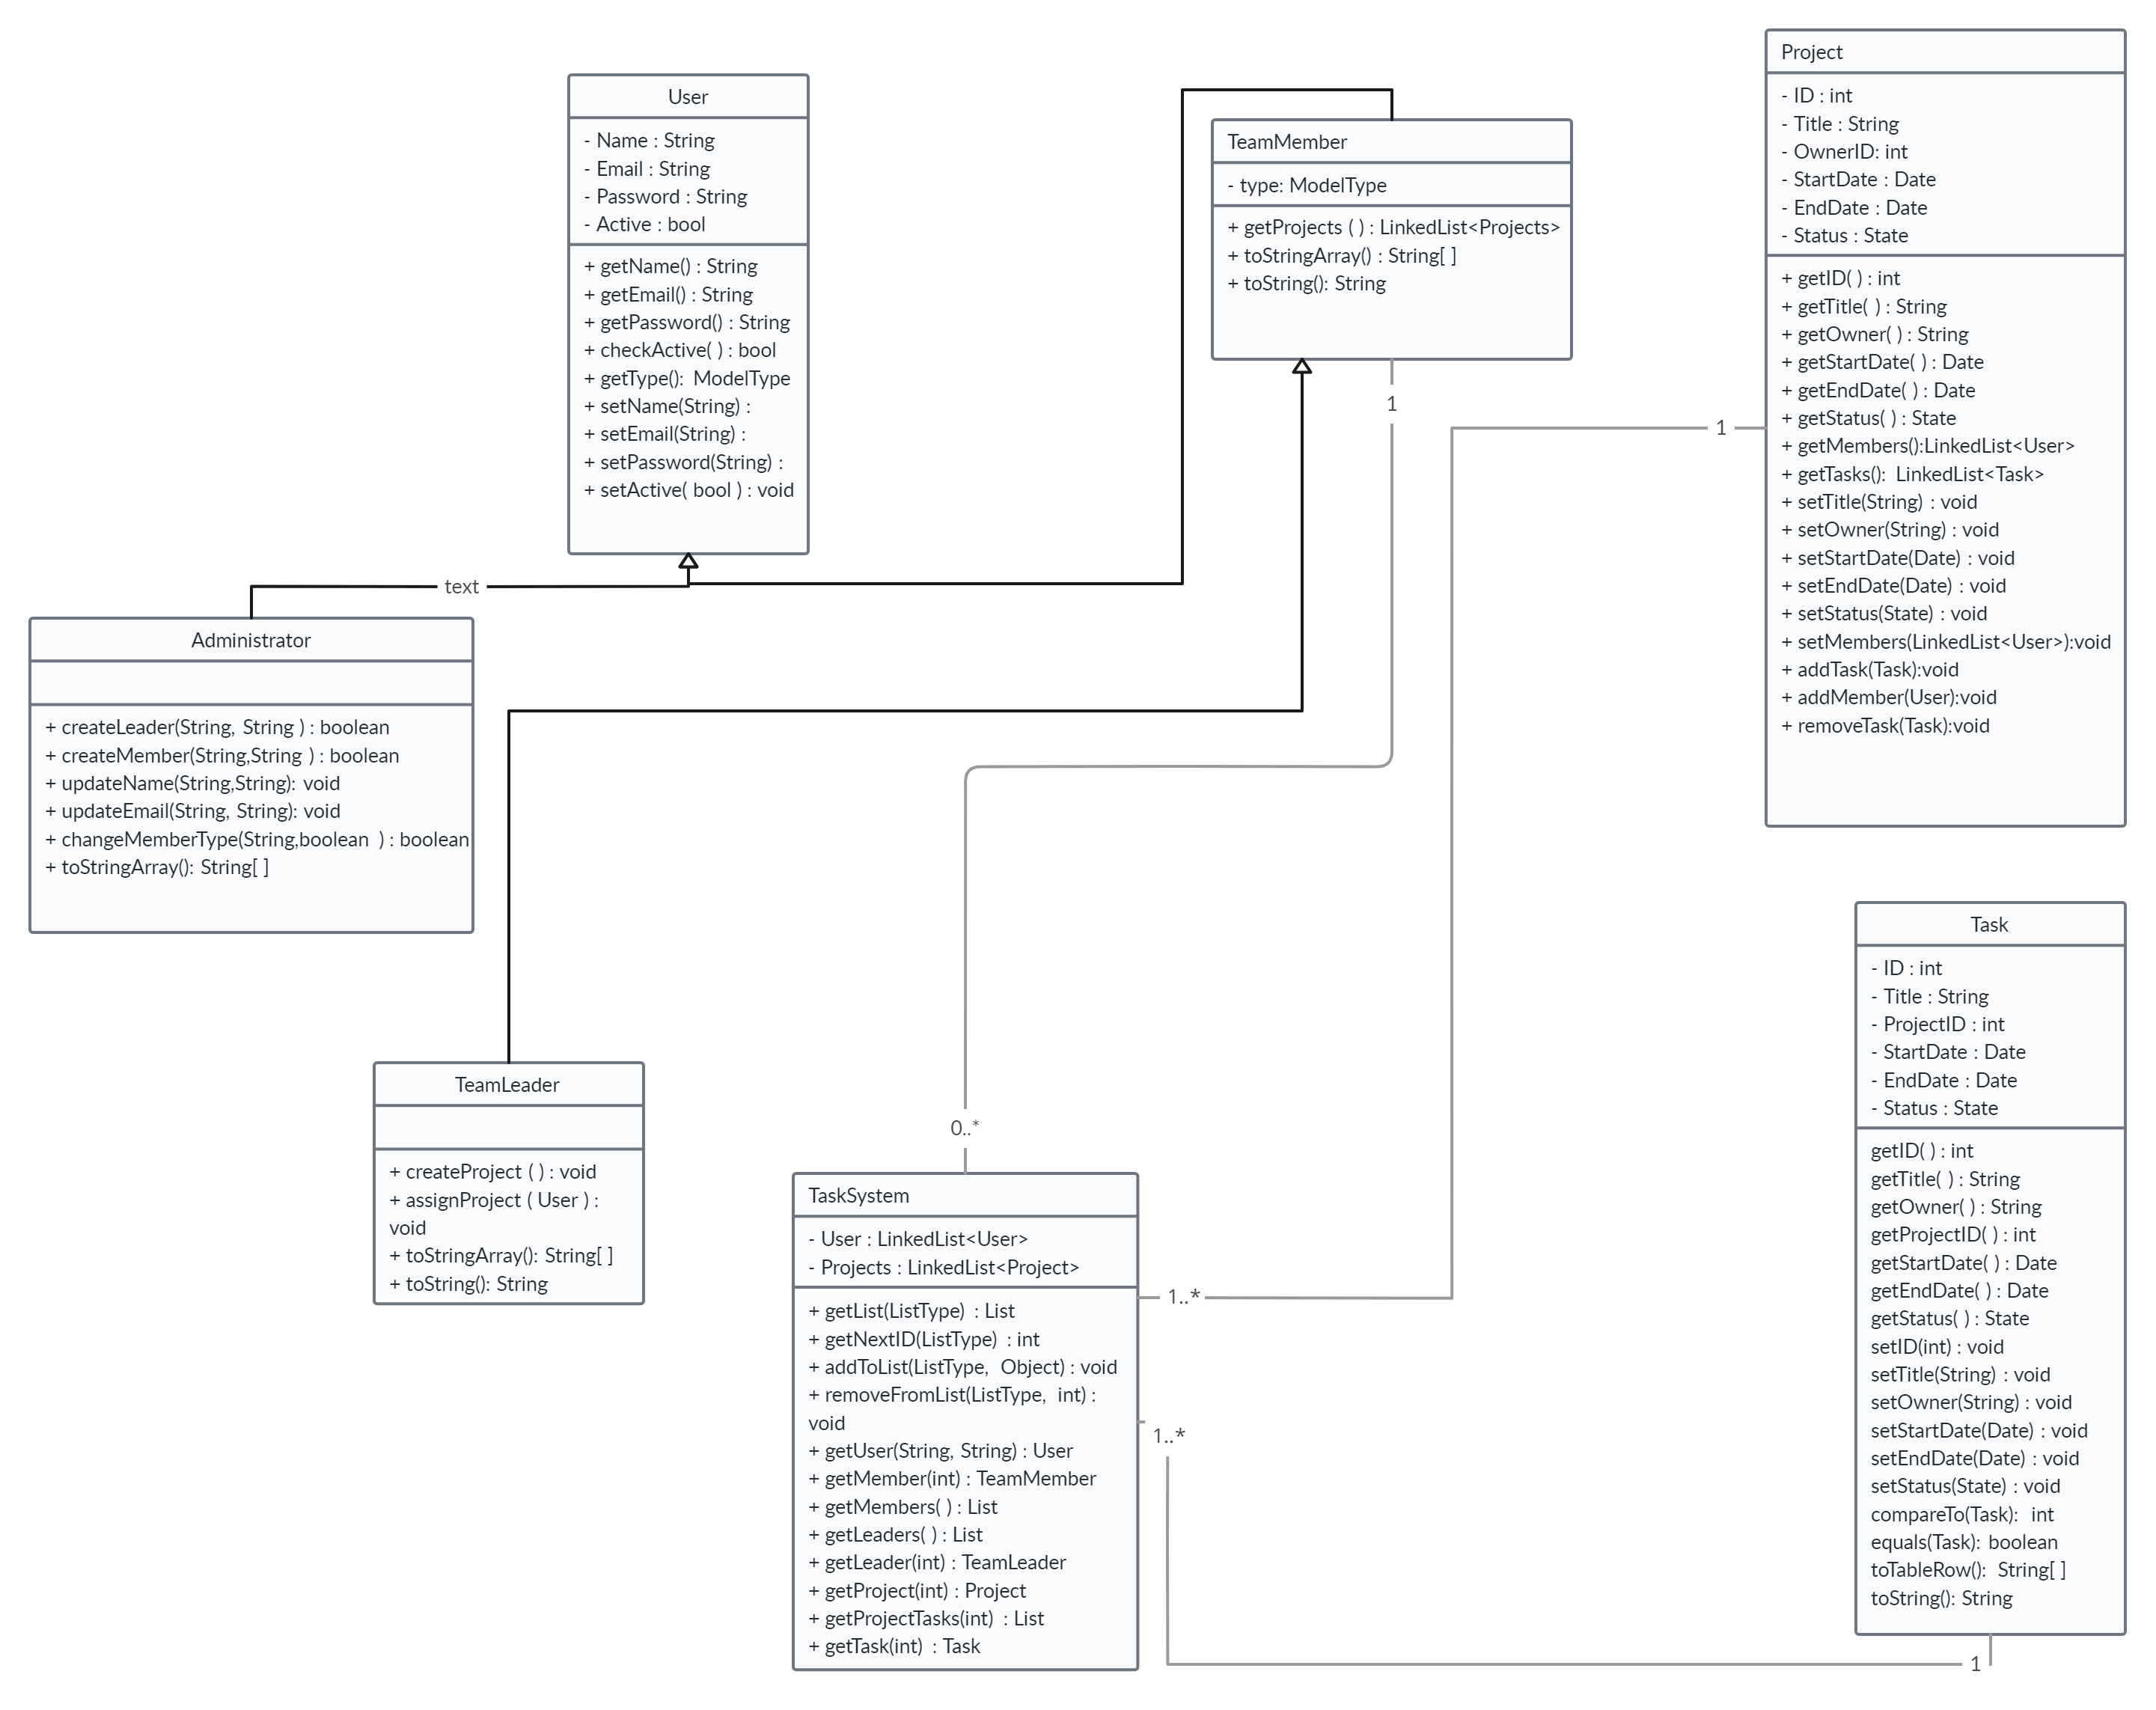 User
- Name : String
- Email : String
- Password : String
- Active : bool
+ getName() : String
+ getEmail() : String
+ getPassword() : String
+ checkActive( ) : bool
+ getType(): ModelType
+ setName(String) :
+ setEmail(String) :
+ setPassword(String) :
+ setActive( bool ) : void
TeamMember
- type: ModelType
+ getProjects ( ) : LinkedList<Projects>
+ toStringArray() : String[ ]
+ toString(): String
1
Project
- ID : int
- Title : String
- OwnerID: int
- StartDate : Date
- EndDate : Date
- Status : State
+ getID( ) : int
+ getTitle( ) : String
+ getOwner( ) : String
+ getStartDate( ) : Date
+ getEndDate( ) : Date
+ getStatus( ) : State
+ getMembers():LinkedList<User>
+ getTasks(): LinkedList<Task>
+ setTitle(String) : void
+ setOwner(String) : void
+ setStartDate(Date) : void
+ setEndDate(Date) : void
+ setStatus(State) : void
+ setMembers(LinkedList<User>):void
+ addTask(Task):void
+ addMember(User):void
+ removeTask(Task):void
1
text
Administrator
+ createLeader(String, String ) : boolean
+ createMember(String,String ) : boolean
+ updateName(String,String): void
+ updateEmail(String, String): void
+ changeMemberType(String,boolean ) : boolean
+ toStringArray(): String[ ]
TeamLeader
+ createProject ( ) : void
+ assignProject ( User ) :
void
+ toStringArray(): String[ ]
+ toString(): String
0..*
TaskSystem
- User : LinkedList<User>
- Projects : LinkedList<Project>
+ getList(ListType) : List
+ getNextID(ListType) : int
+ addToList(ListType, Object) : void
+ removeFromList(ListType, int) :
void
+ getUser(String, String) : User
+ getMember(int) : TeamMember
+ getMembers( ) : List
+ getLeaders( ) : List
+ getLeader(int) : TeamLeader
+ getProject(int) : Project
+ getProjectTasks(int) : List
+ getTask(int) : Task
1..*
1..*
Task
- ID : int
- Title : String
- ProjectID : int
- StartDate : Date
- EndDate : Date
- Status : State
getID( ) : int
getTitle( ) : String
getOwner( ) : String
getProjectID( ) : int
getStartDate( ) : Date
getEndDate( ) : Date
getStatus( ) : State
setID(int) : void
setTitle(String) : void
setOwner(String) : void
setStartDate(Date) : void
setEndDate(Date) : void
setStatus(State) : void
compareTo(Task): int
equals(Task): boolean
toTableRow(): String[ ]
toString(): String
1